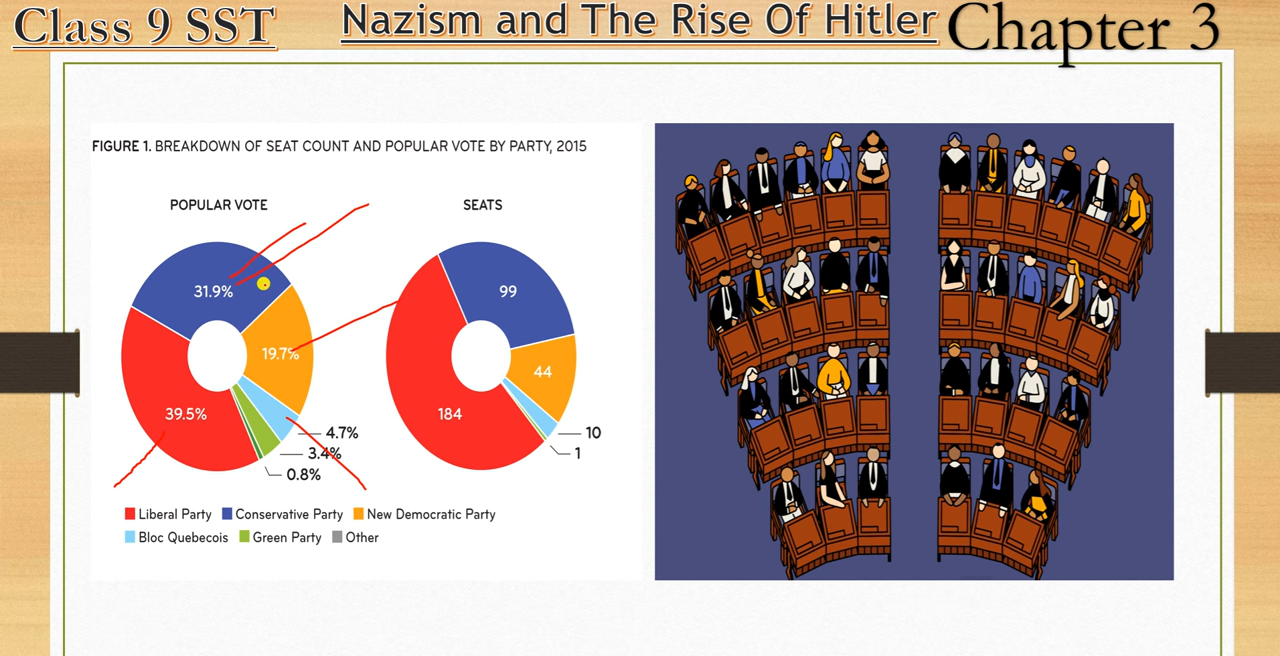 Class 9 SST
Nazism and The Rise Of Hitler
Chapter 3
FIGURE 1. BREAKDOWN OF SEAT COUNT AND POPULAR VOTE BY PARTY, 2015
POPULAR VOTE
31.9%
19.7%
39.5%
4.7%
3.4%
0.8%
SEATS
99
44
184
10
1
Liberal Party Conservative Party New Democratic Party
Bloc Quebecois Green Party Other